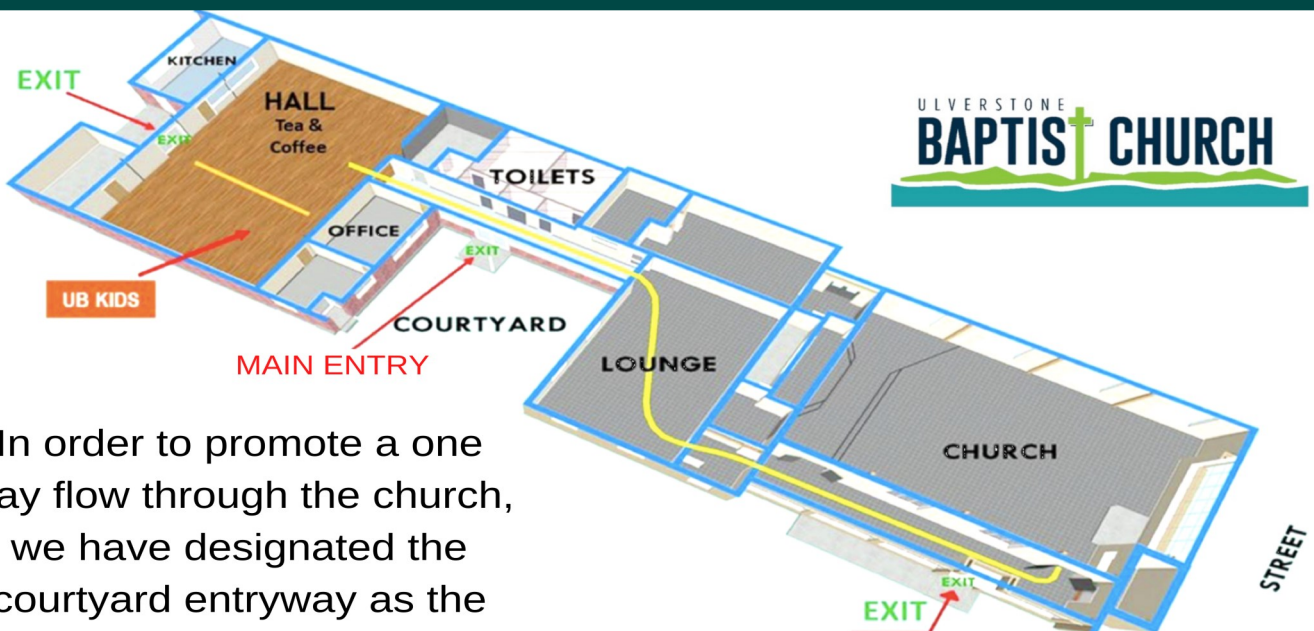 ULVERSTONE
BAPTIST CHURCH
KITCHEN
EXIT
EXIT
HALL
Tea &
Coffee
TOILETS
OFFICE
EXIT
UB KIDS
COURTYARD
MAIN ENTRY
LOUNGE
CHURCH
STREET
EXIT
EXIT
In order to promote a one
ay flow through the church,
we have designated the
courtyard entryway as the